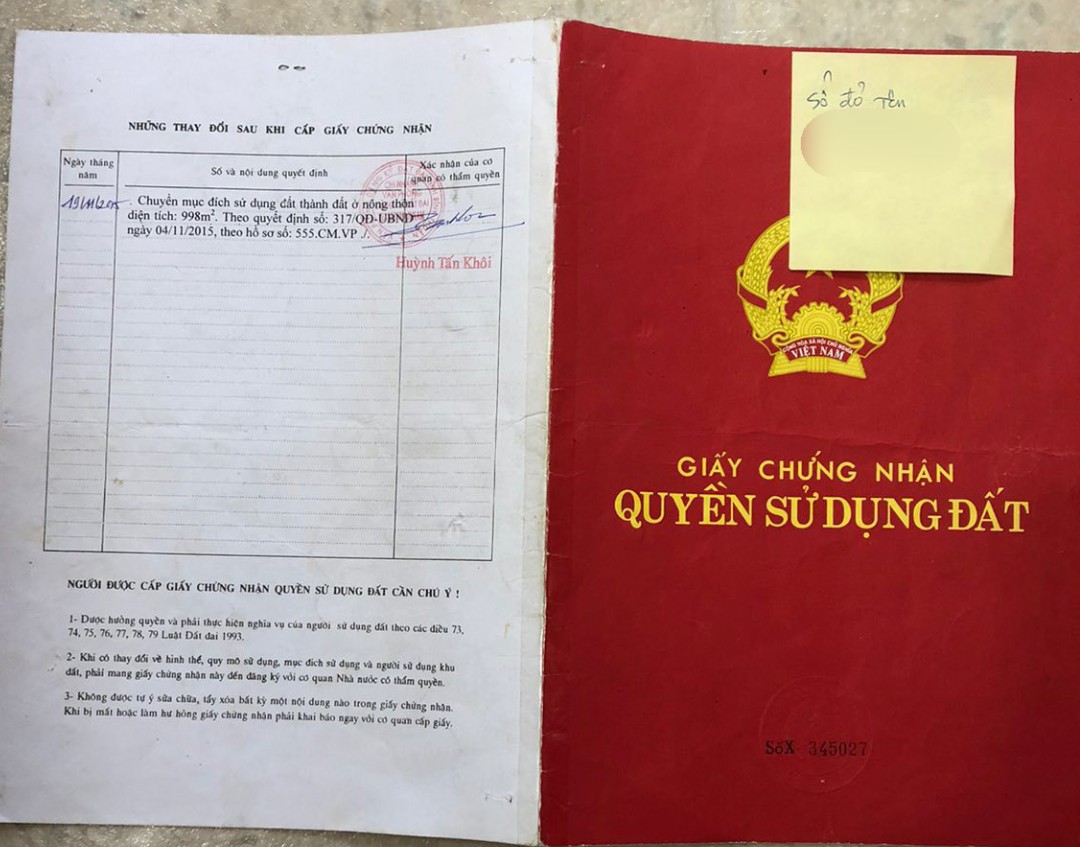 NHỮNG THAY ĐỔI SAU KHI CẤP GIẤY CHỨNG NHẬN
Ngày tháng năm
Số và nội dung quyết định
Xác nhận của cơ quan có thẩm quyền
19/11/2015
Chuyển mục đích sử dụng đất thành đất ở nông thôn
diện tích: 998m². Theo quyết định số: 317/QĐ-UBND
ngày 04/11/2015, theo hồ sơ số: 555.CM.VP ./.
Huỳnh Tấn Khôi
NGƯỜI ĐƯỢC CẤP GIẤY CHỨNG NHẬN QUYỀN SỬ DỤNG ĐẤT CẦN CHÚ Ý !
1- Được hưởng quyền và phải thực hiện nghĩa vụ của người sử dụng đất theo các điều 73,
74, 75, 76, 77, 78, 79 Luật Đất đai 1993.
2- Khi có thay đổi về hình thể, quy mô sử dụng, mục đích sử dụng và người sử dụng khu
đất, phải mang giấy chứng nhận này đến đăng ký với cơ quan Nhà nước có thẩm quyền.
3- Không được tự ý sửa chữa, tẩy xóa bất kỳ một nội dung nào trong giấy chứng nhận.
Khi bị mất hoặc làm hư hỏng giấy chứng nhận phải khai báo ngay với cơ quan cấp giấy.
Sổ đỏ tên
CỘNG HÒA XÃ HỘI CHỦ NGHĨA
VIỆT NAM
GIẤY CHỨNG NHẬN
QUYỀN SỬ DỤNG ĐẤT
Số X 345027